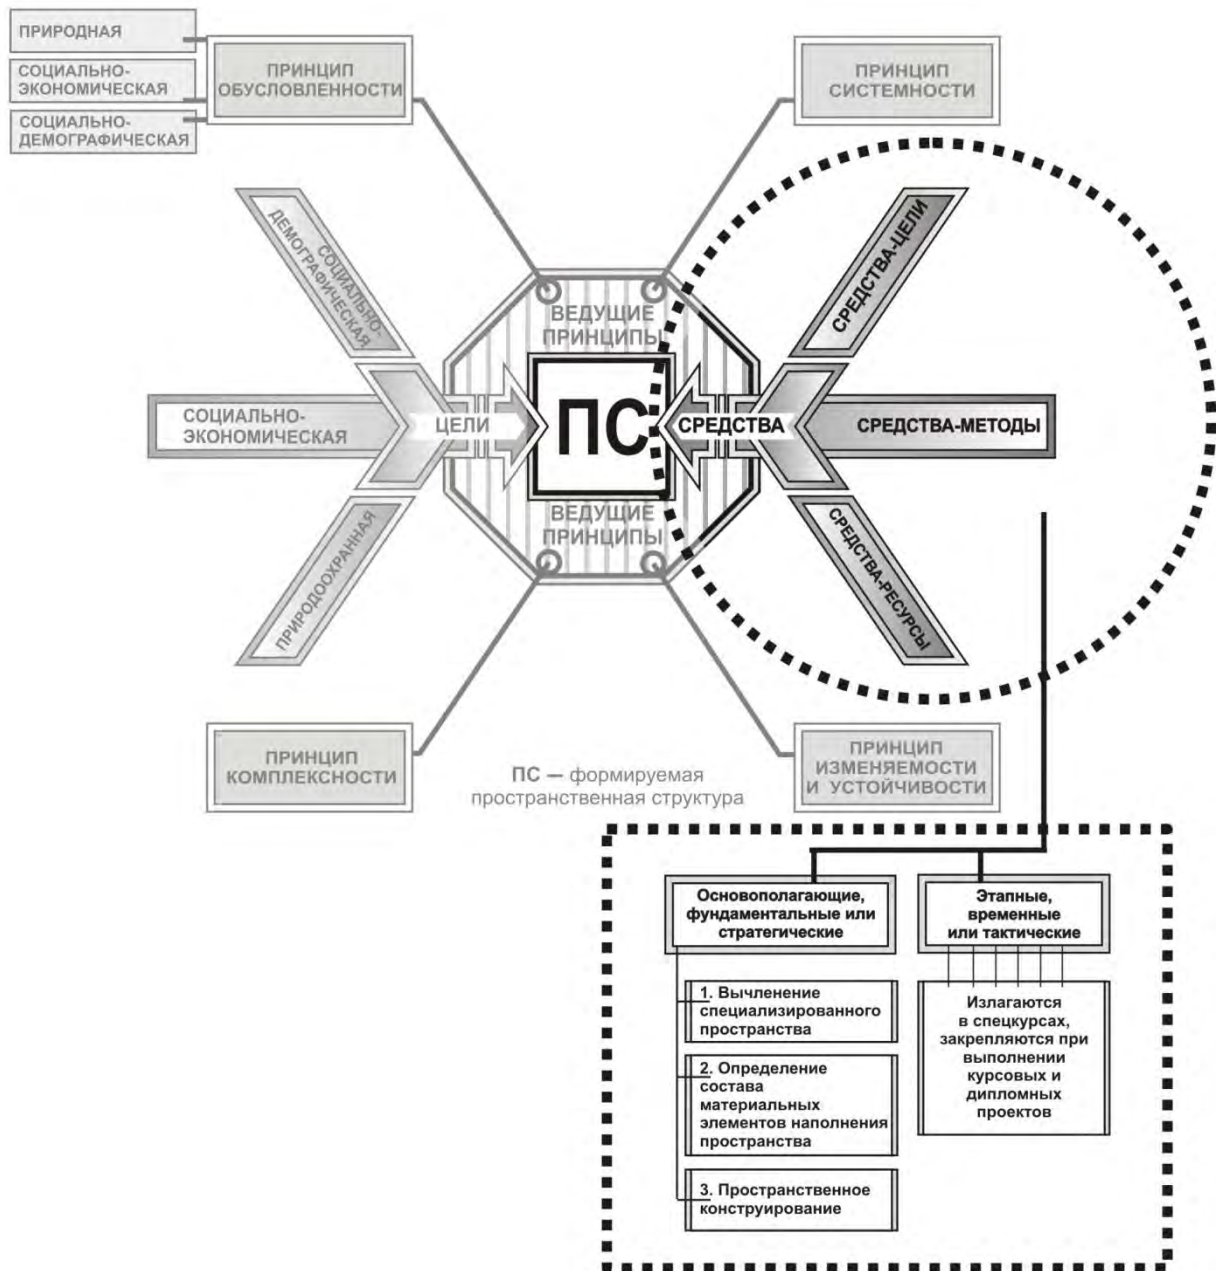 ПРИРОДНАЯ
СОЦИАЛЬНО-
ЭКОНОМИЧЕСКАЯ
СОЦИАЛЬНО-
ДЕМОГРАФИЧЕСКАЯ
ПРИНЦИП
ОБУСЛОВЛЕННОСТИ
ПРИНЦИП
СИСТЕМНОСТИ
СОЦИАЛЬНО-
ДЕМОГРАФИЧЕСКАЯ
СОЦИАЛЬНО-
ЭКОНОМИЧЕСКАЯ
ПРИРОДООХРАННАЯ
ЦЕЛИ
ВЕДУЩИЕ
ПРИНЦИПЫ
ПС
ВЕДУЩИЕ
ПРИНЦИПЫ
СРЕДСТВА
СРЕДСТВА-ЦЕЛИ
СРЕДСТВА-МЕТОДЫ
СРЕДСТВА-РЕСУРСЫ
ПРИНЦИП
КОМПЛЕКСНОСТИ
ПС — формируемая
пространственная структура
ПРИНЦИП
ИЗМЕНЯЕМОСТИ
И УСТОЙЧИВОСТИ
Основополагающие,
фундаментальные или
стратегические
1. Вычленение
специализированного
пространства
2. Определение
состава
материальных
элементов наполнения
пространства
3. Пространственное
конструирование
Этапные,
временные
или тактические
Излагаются
в спецкурсах,
закрепляются при
выполнении
курсовых и
дипломных
проектов